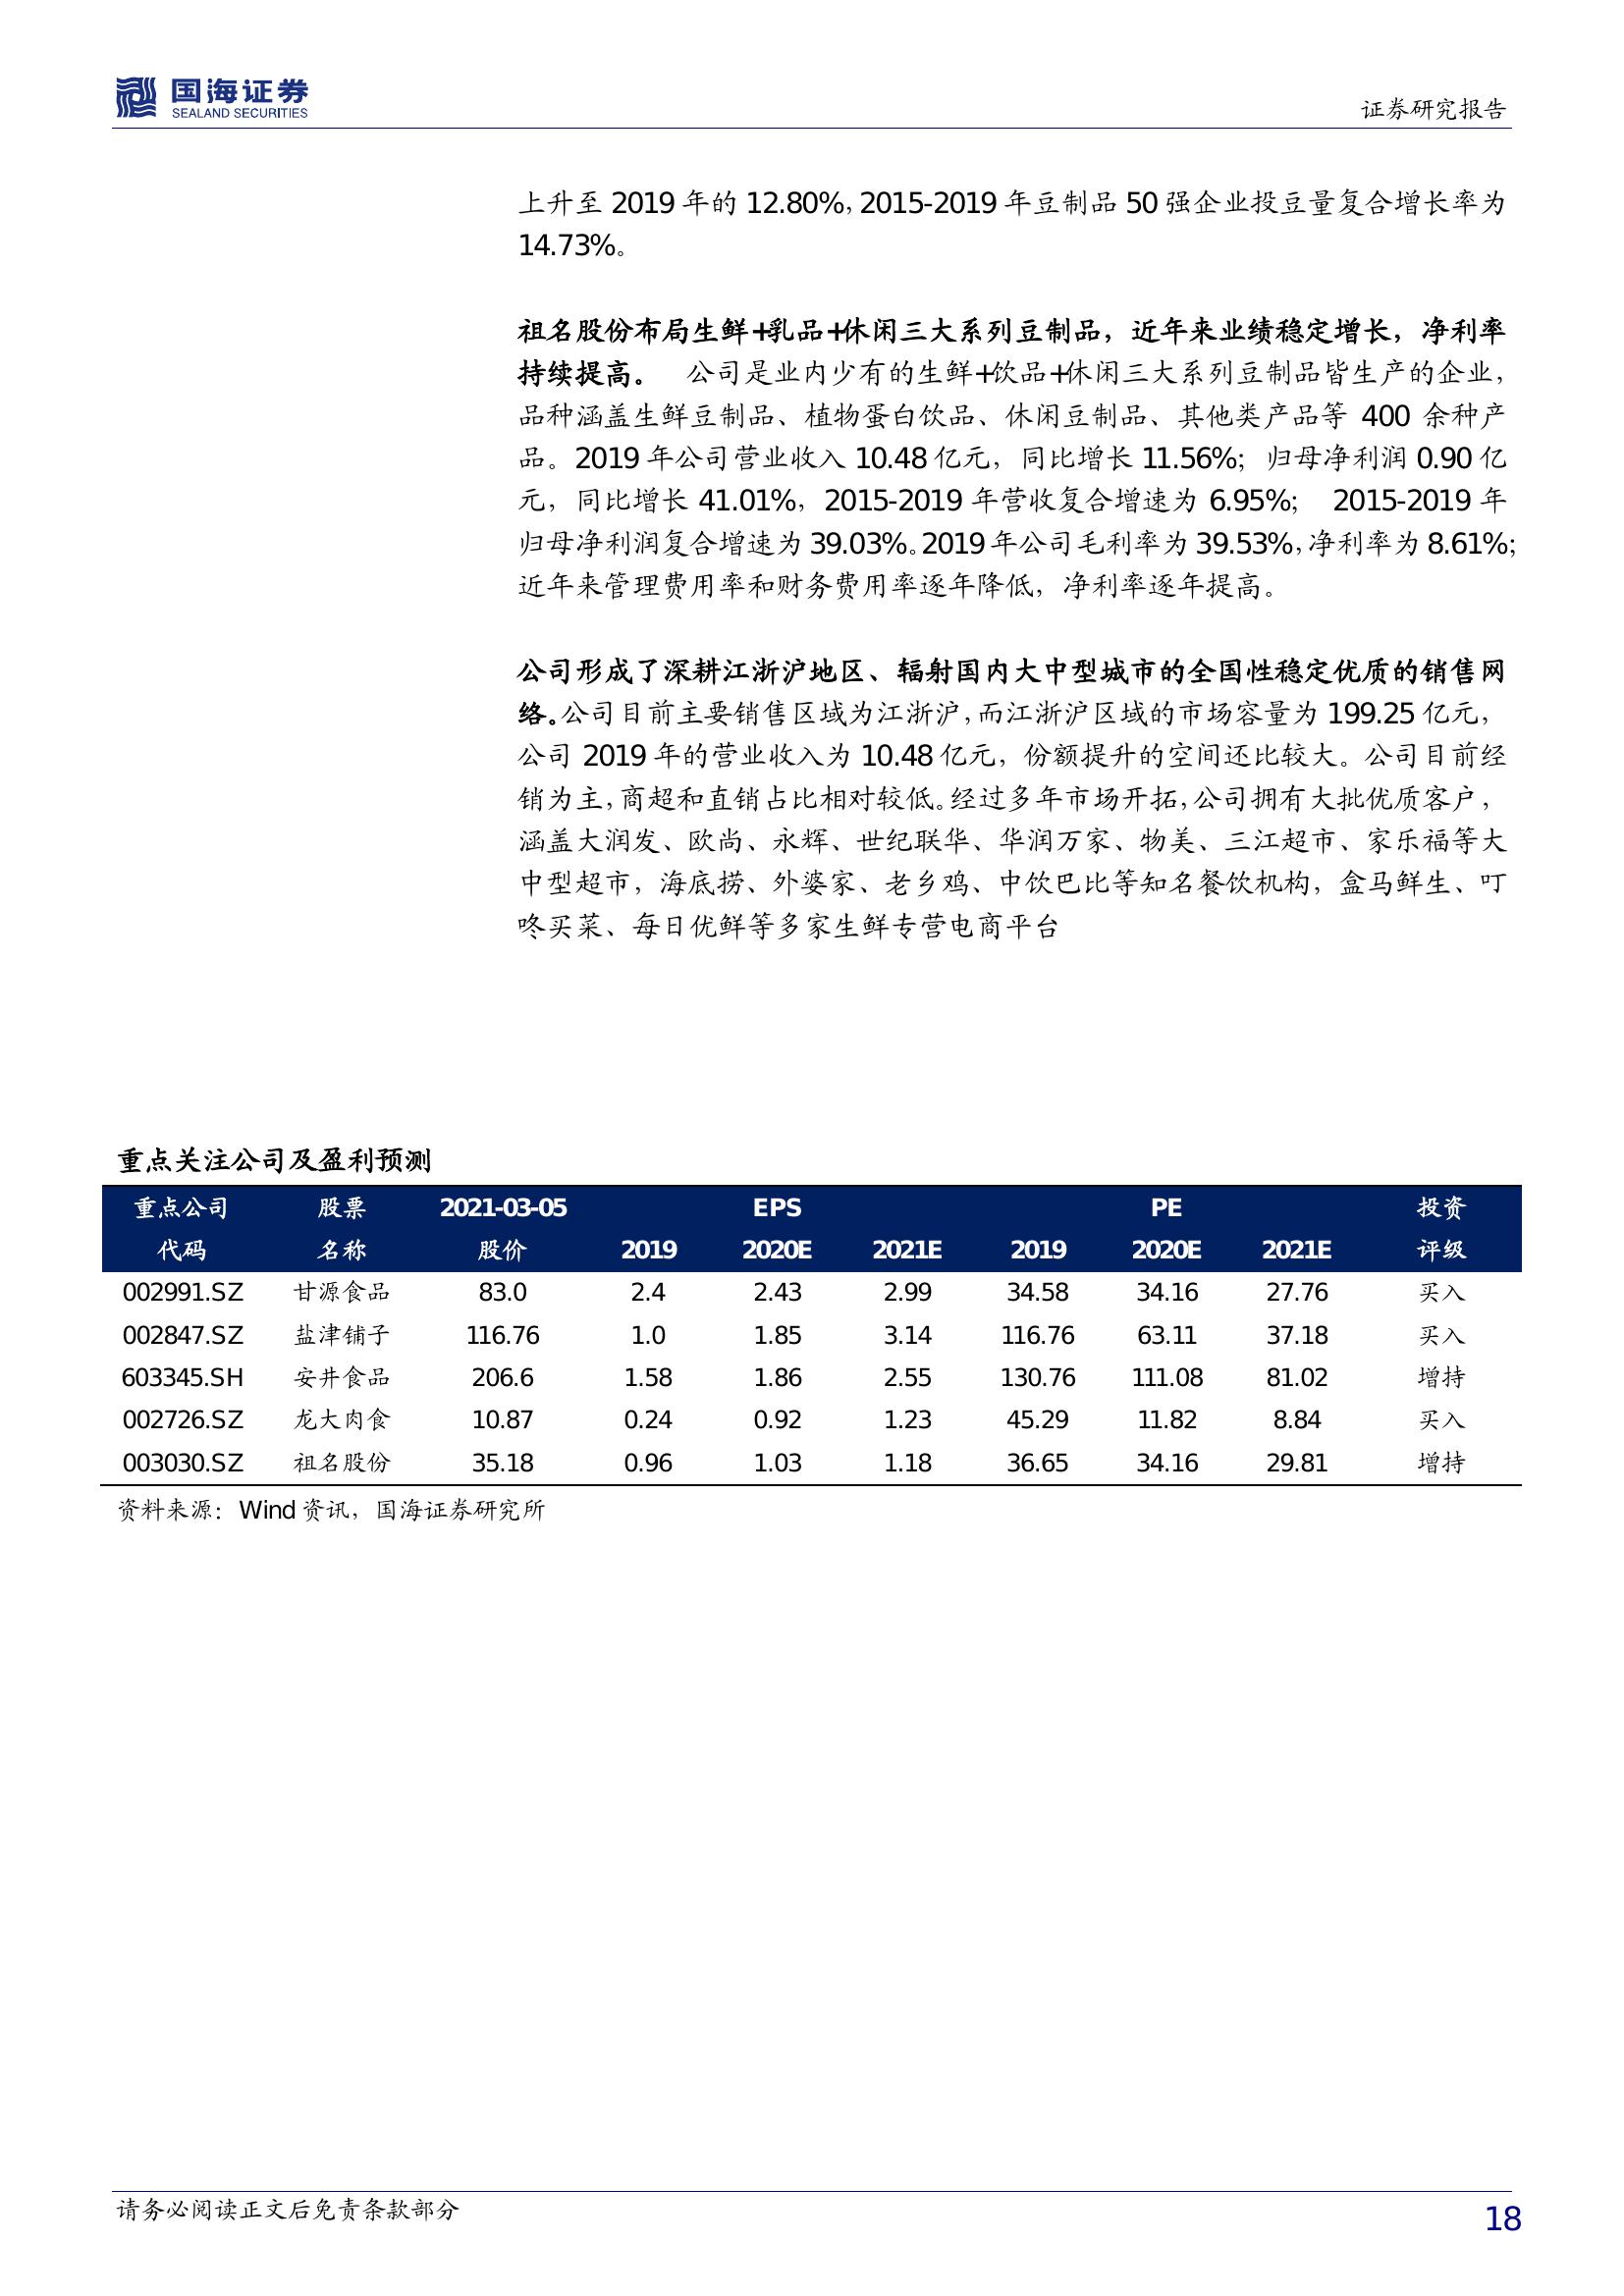 国海证券
SEALAND SECURITIES
证券研究报告
上升至 2019 年的 12.80%，2015-2019 年豆制品 50 强企业投豆量复合增长率为
14.73%。
祖名股份布局生鲜+乳品+休闲三大系列豆制品，近年来业绩稳定增长，净利率
持续提高。 公司是业内少有的生鲜+饮品+休闲三大系列豆制品皆生产的企业，
品种涵盖生鲜豆制品、植物蛋白饮品、休闲豆制品、其他类产品等 400 余种产
品。2019 年公司营业收入 10.48 亿元，同比增长 11.56%；归母净利润 0.90 亿
元，同比增长 41.01%，2015-2019 年营收复合增速为 6.95%； 2015-2019 年
归母净利润复合增速为 39.03%。2019 年公司毛利率为 39.53%，净利率为 8.61%；
近年来管理费用率和财务费用率逐年降低，净利率逐年提高。
公司形成了深耕江浙沪地区、辐射国内大中型城市的全国性稳定优质的销售网
络。公司目前主要销售区域为江浙沪，而江浙沪区域的市场容量为 199.25 亿元，
公司 2019 年的营业收入为 10.48 亿元，份额提升的空间还比较大。公司目前经
销为主，商超和直销占比相对较低。经过多年市场开拓，公司拥有大批优质客户，
涵盖大润发、欧尚、永辉、世纪联华、华润万家、物美、三江超市、家乐福等大
中型超市，海底捞、外婆家、老乡鸡、中饮巴比等知名餐饮机构，盒马鲜生、叮
咚买菜、每日优鲜等多家生鲜专营电商平台
重点关注公司及盈利预测
重点公司 股票 2021-03-05 EPS PE 投资
代码 名称 股价 2019 2020E 2021E 2019 2020E 2021E 评级
002991.SZ 甘源食品 83.0 2.4 2.43 2.99 34.58 34.16 27.76 买入
002847.SZ 盐津铺子 116.76 1.0 1.85 3.14 116.76 63.11 37.18 买入
603345.SH 安井食品 206.6 1.58 1.86 2.55 130.76 111.08 81.02 增持
002726.SZ 龙大肉食 10.87 0.24 0.92 1.23 45.29 11.82 8.84 买入
003030.SZ 祖名股份 35.18 0.96 1.03 1.18 36.65 34.16 29.81 增持
资料来源：Wind 资讯，国海证券研究所
请务必阅读正文后免责条款部分
18